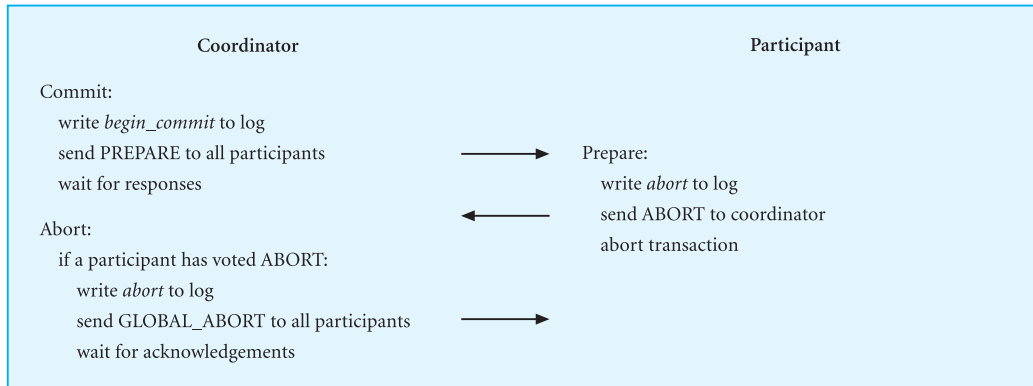 Coordinator
Participant
Commit:
write begin_commit to log
send PREPARE to all participants
wait for responses
Prepare:
write abort to log
send ABORT to coordinator
abort transaction
Abort:
if a participant has voted ABORT:
write abort to log
send GLOBAL_ABORT to all participants
wait for acknowledgements